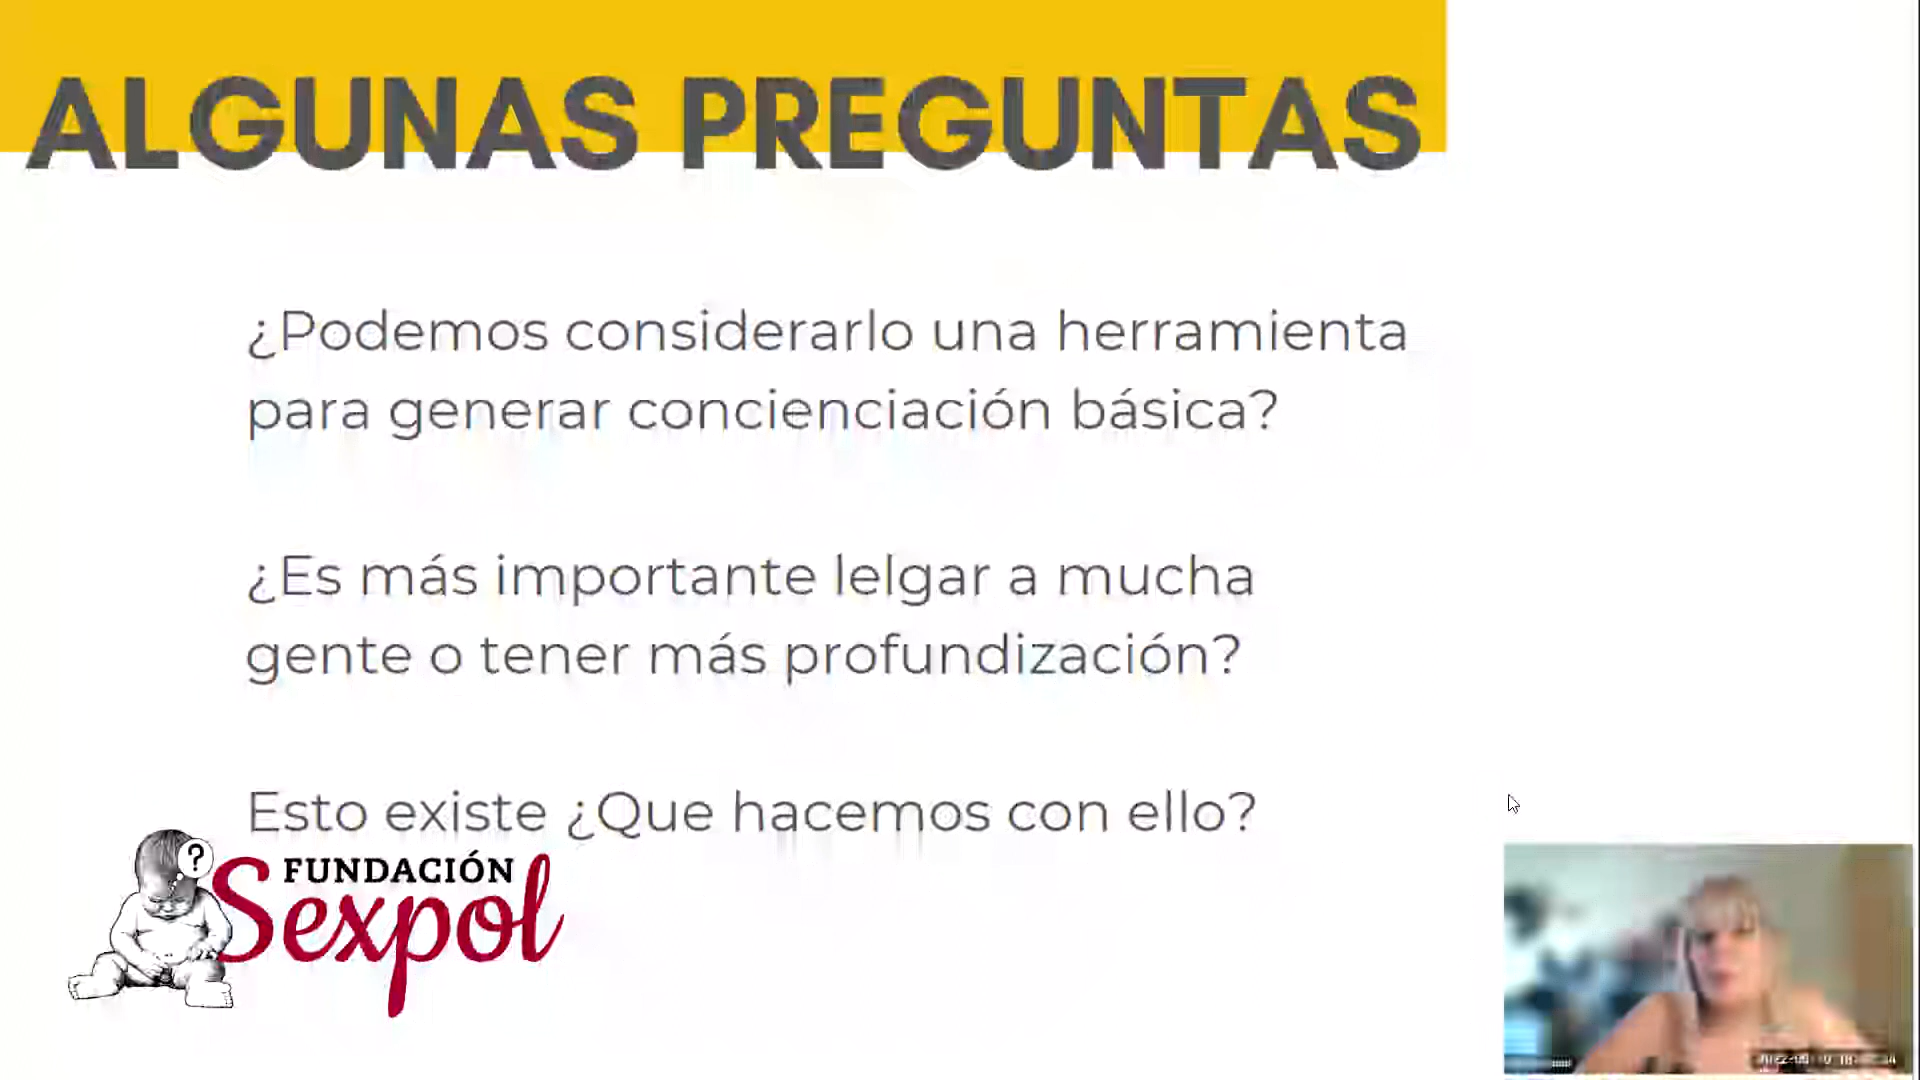 ALGUNAS PREGUNTAS
¿Podemos considerarlo una herramienta
para generar concienciación básica?
¿Es más importante lelgar a mucha
gente o tener más profundización?
Esto existe ¿Que hacemos con ello?
?
FUNDACIÓN
Sexpol